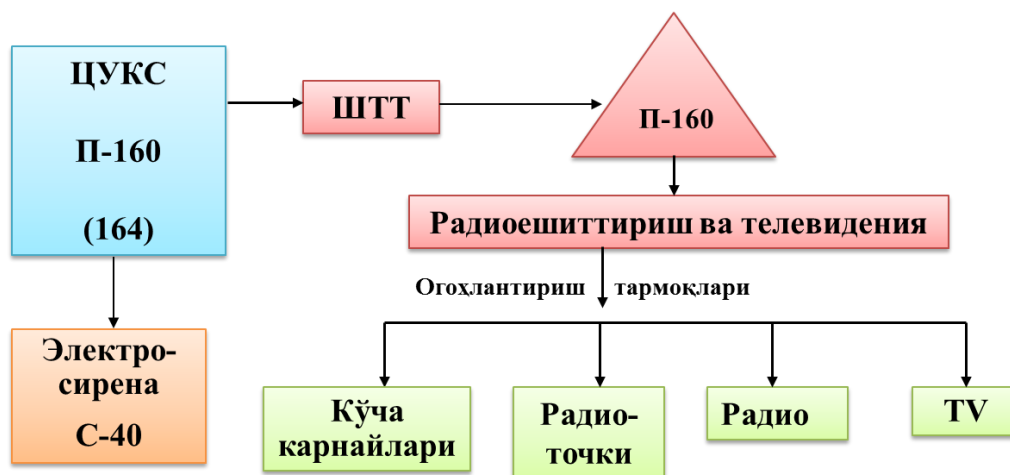 ЦУКС
П-160
(164)
ШТТ
П-160
Радиоешиттириш ва телевидения
Огоҳлантириш тармоқлари
Электро-
сирена
С-40
Кўча
карнайлари
Радио-
точки
Радио
TV